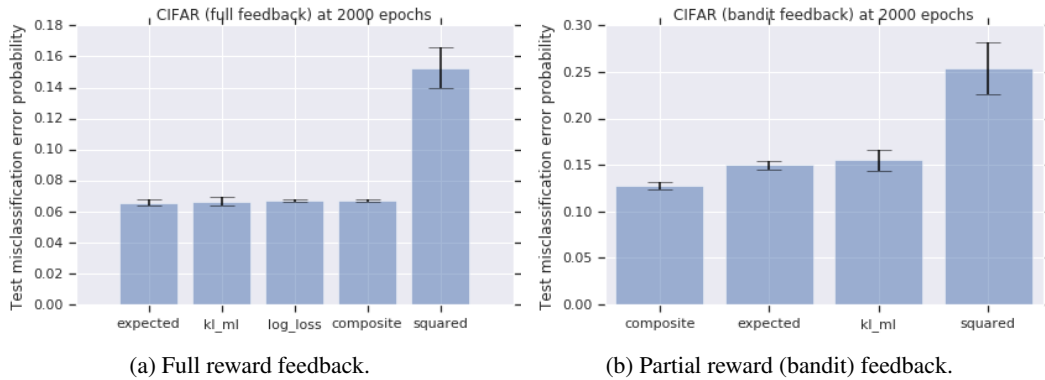 CIFAR (full feedback) at 2000 epochs
Test misclassification error probability
0.18
0.16
0.14
0.12
0.10
0.08
0.06
0.04
0.02
0.00
expected kl_ml log_loss composite squared
(a) Full reward feedback.
CIFAR (bandit feedback) at 2000 epochs
Test misclassification error probability
0.30
0.25
0.20
0.15
0.10
0.05
0.00
composite expected kl_ml squared
(b) Partial reward (bandit) feedback.